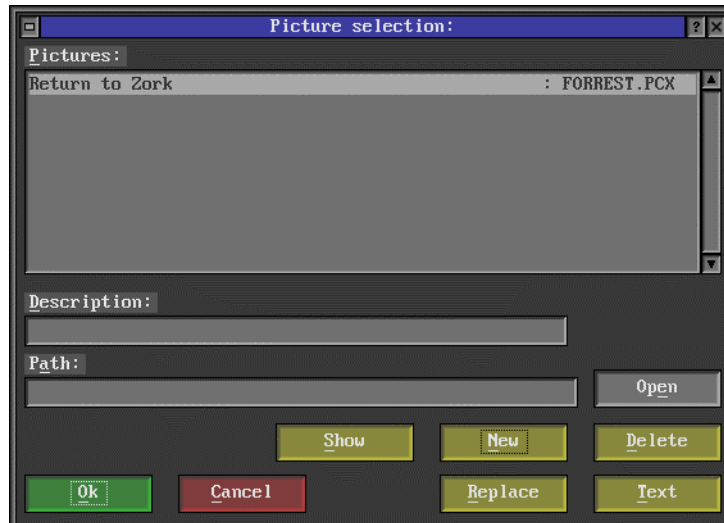 Picture selection:
?
Pictures:
Return to Zork : FORREST.PCX
Description:
Path:
Open
Show New Delete
Ok Cancel Replace Text